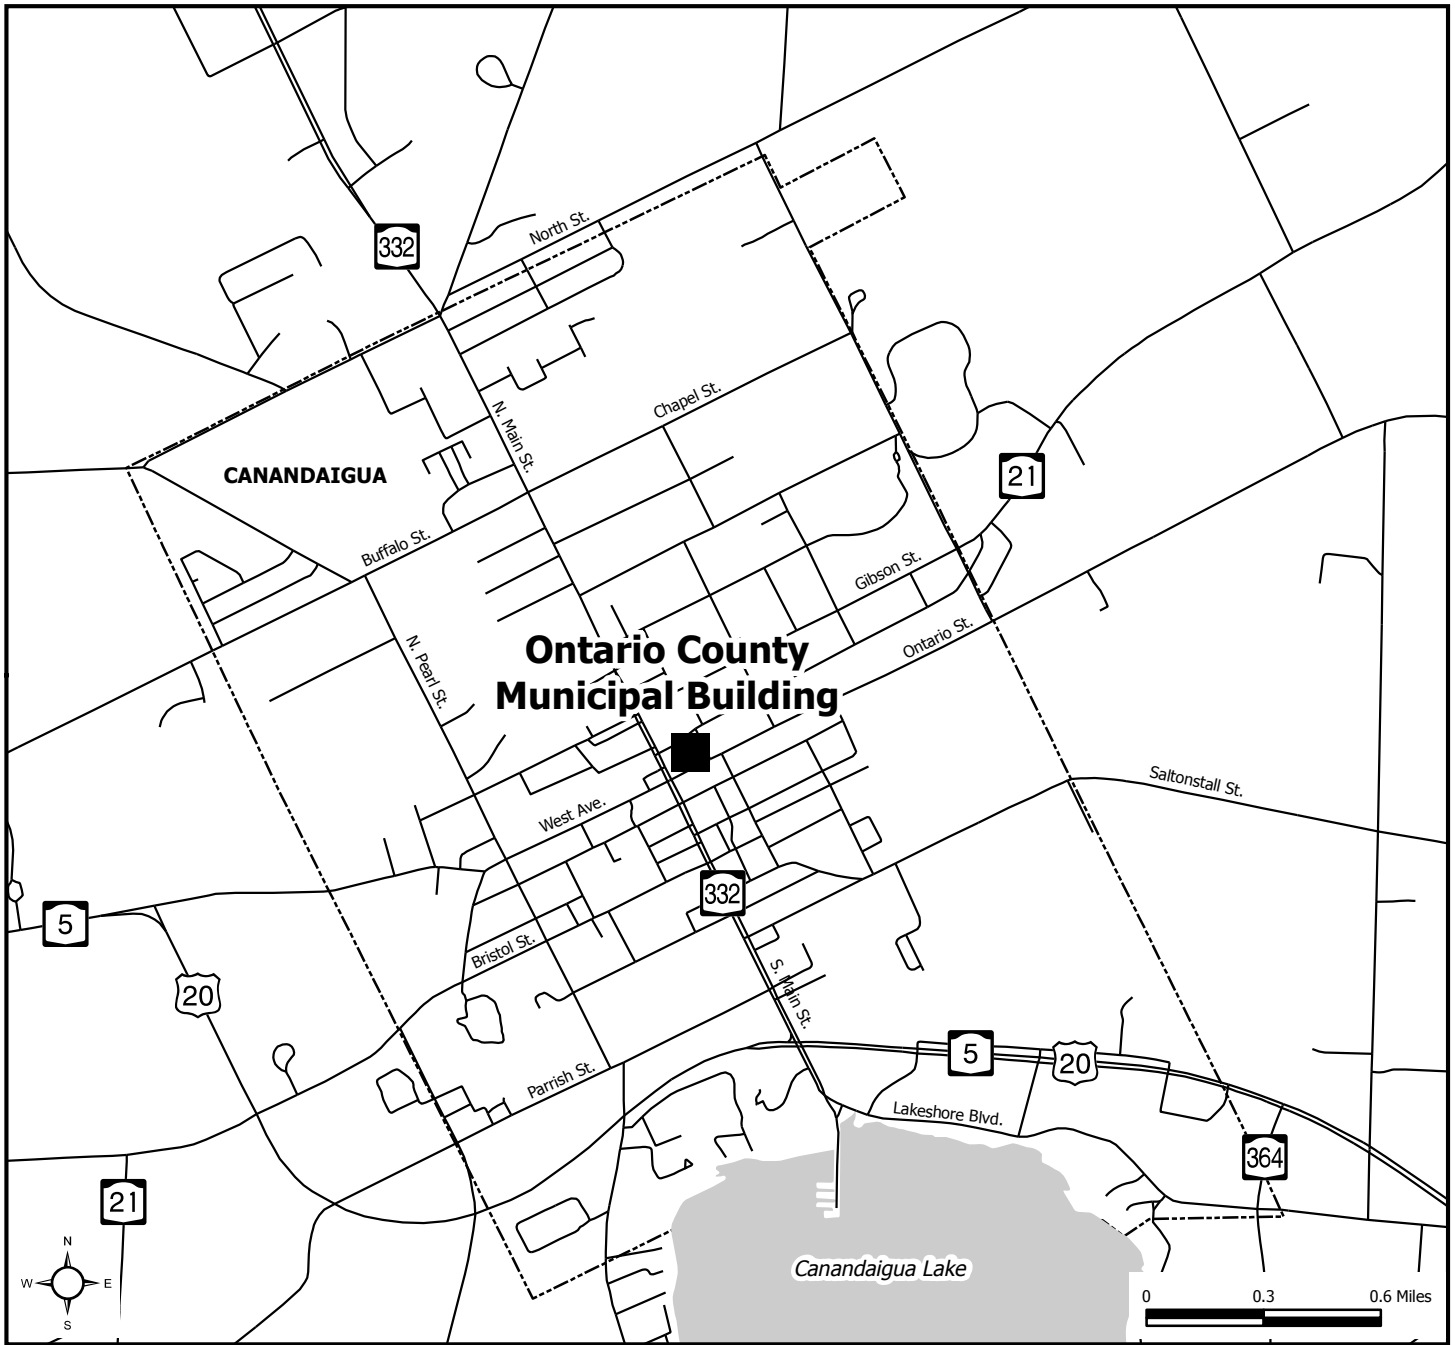 North St.
332
Chapel St.
N. Main St.
CANANDAIGUA
21
Buffalo St.
Gibson St.
Ontario St.
N. Pearl St.
Ontario County
Municipal Building
Saltonstall St.
West Ave.
332
5
Bristol St.
20
S. Main St.
5
20
Parrish St.
Lakeshore Blvd.
364
21
N
W
E
S
Canandaigua Lake
0 0.3 0.6 Miles